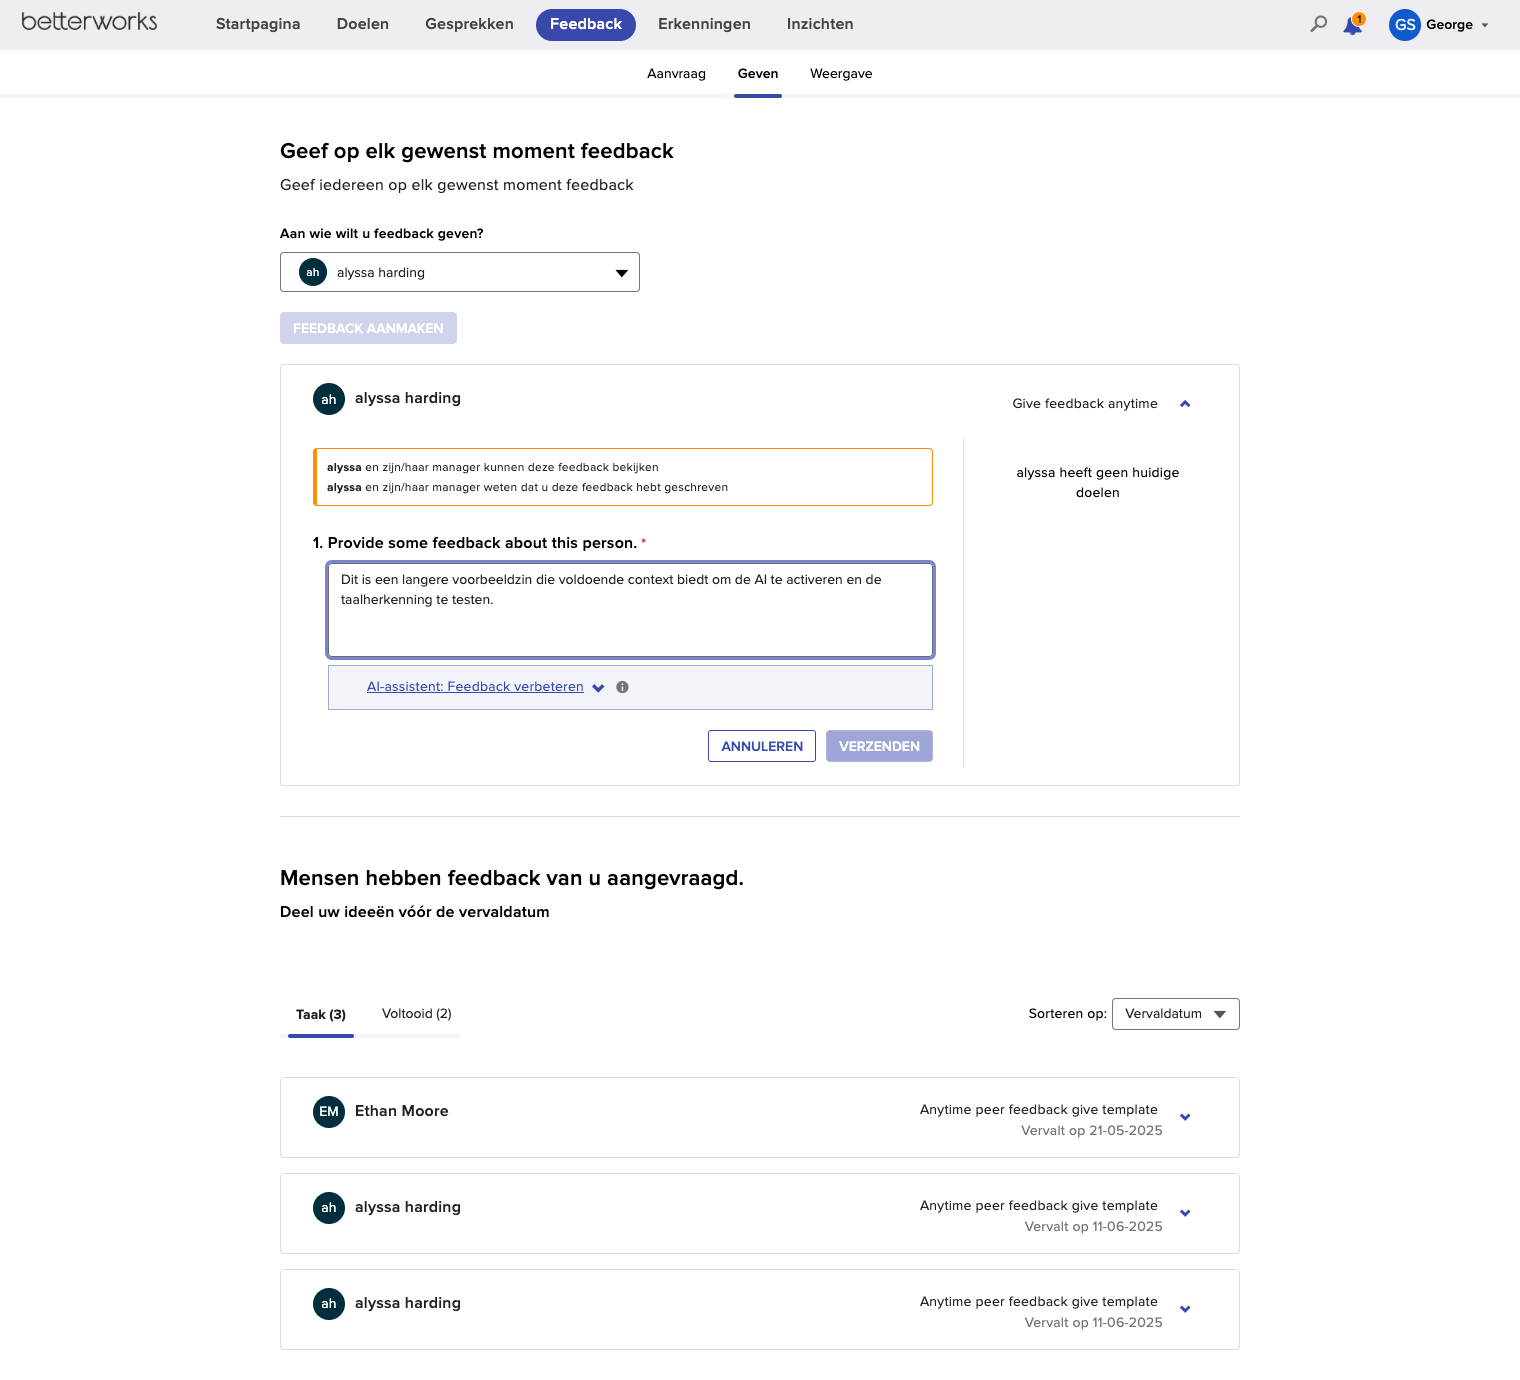 betterworks
Startpagina
Doelen
Gesprekken
Feedback
Erkenningen
Inzichten
1
GS
George
Aanvraag
Geven
Weergave
Geef op elk gewenst moment feedback
Geef iedereen op elk gewenst moment feedback
Aan wie wilt u feedback geven?
ah
alyssa harding
FEEDBACK AANMAKEN
ah
alyssa harding
Give feedback anytime
alyssa en zijn/haar manager kunnen deze feedback bekijken
alyssa en zijn/haar manager weten dat u deze feedback hebt geschreven
alyssa heeft geen huidige
doelen
1. Provide some feedback about this person. *
Dit is een langere voorbeeldzin die voldoende context biedt om de AI te activeren en de
taalherkenning te testen.
AI-assistent: Feedback verbeteren
ANNULEREN
VERZENDEN
Mensen hebben feedback van u aangevraagd.
Deel uw ideeën vóór de vervaldatum
Taak (3)
Voltooid (2)
Sorteren op:
Vervaldatum
EM
Ethan Moore
Anytime peer feedback give template
Vervalt op 21-05-2025
ah
alyssa harding
Anytime peer feedback give template
Vervalt op 11-06-2025
ah
alyssa harding
Anytime peer feedback give template
Vervalt op 11-06-2025